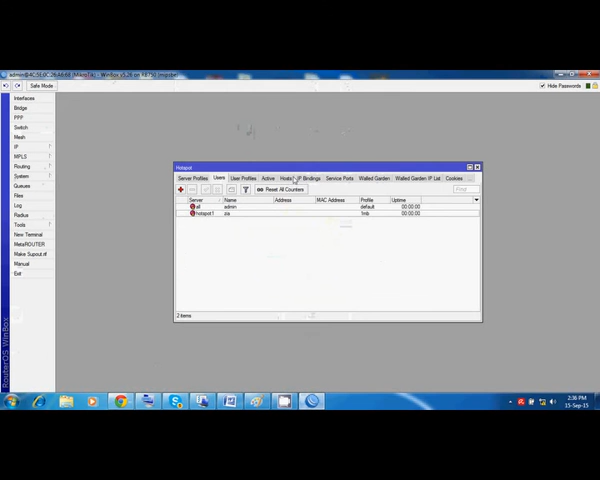 admin@4C:5E:0C:D6:A6:68 (MikroTik) - WinBox v5.26 on RB750 (mipsbe)
Safe Mode
Hide Passwords
Interfaces
Bridge
PPP
Switch
Mesh
IP
MPLS
Routing
System
Queues
Files
Log
Radius
Tools
New Terminal
MetaROUTER
Make Supout.rif
Manual
Exit
RouterOS WinBox
Hotspot
Server Profiles Users User Profiles Active Hosts IP Bindings Service Ports Walled Garden Walled Garden IP List Cookies ...
Reset All Counters
Find
Server Name Address MAC Address Profile Uptime
all admin default 00:00:00
hotspot1 zia 1mb 00:00:00
2 items
2:36 PM
15-Sep-15